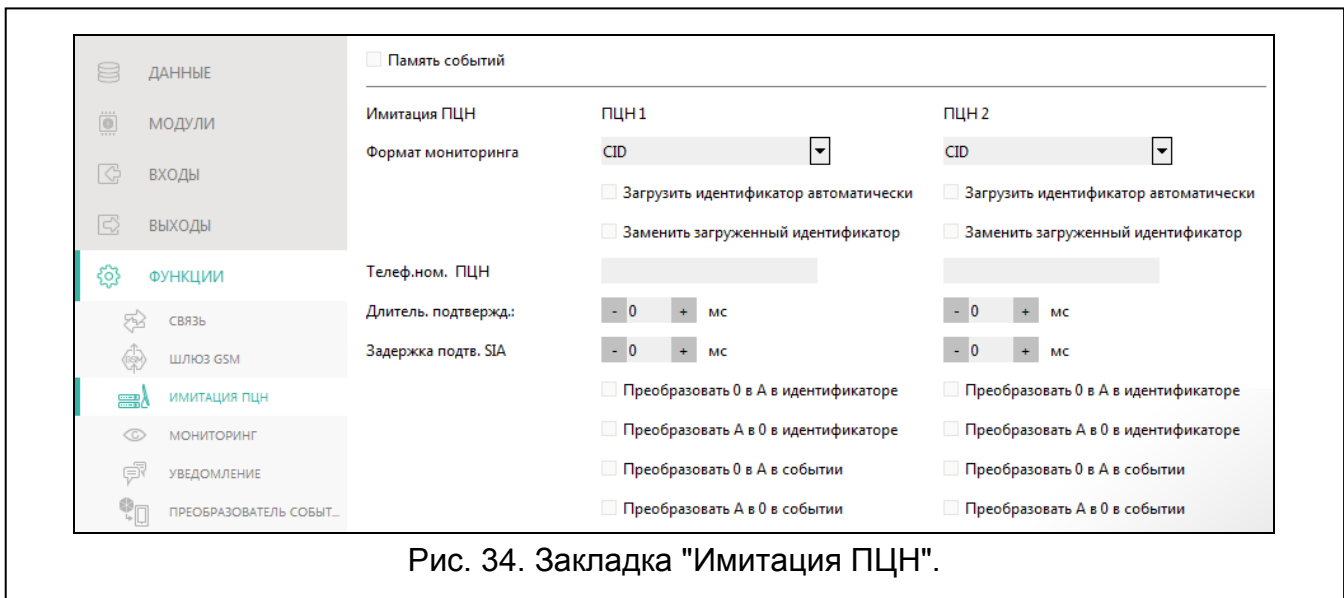 ДАННЫЕ
МОДУЛИ
ВХОДЫ
ВЫХОДЫ
ФУНКЦИИ
СВЯЗЬ
GSM
ШЛЮЗ GSM
ИМИТАЦИЯ ПЦН
МОНИТОРИНГ
УВЕДОМЛЕНИЕ
ПРЕОБРАЗОВАТЕЛЬ СОБЫТ...
Память событий
Имитация ПЦН ПЦН 1 ПЦН 2
Формат мониторинга CID CID
Загрузить идентификатор автоматически Загрузить идентификатор автоматически
Заменить загруженный идентификатор Заменить загруженный идентификатор
Телеф.ном. ПЦН
Длитель. подтвержд.: - 0 + мс - 0 + мс
Задержка подтв. SIA - 0 + мс - 0 + мс
Преобразовать 0 в A в идентификаторе Преобразовать 0 в A в идентификаторе
Преобразовать A в 0 в идентификаторе Преобразовать A в 0 в идентификаторе
Преобразовать 0 в A в событии Преобразовать 0 в A в событии
Преобразовать A в 0 в событии Преобразовать A в 0 в событии
Рис. 34. Закладка "Имитация ПЦН".